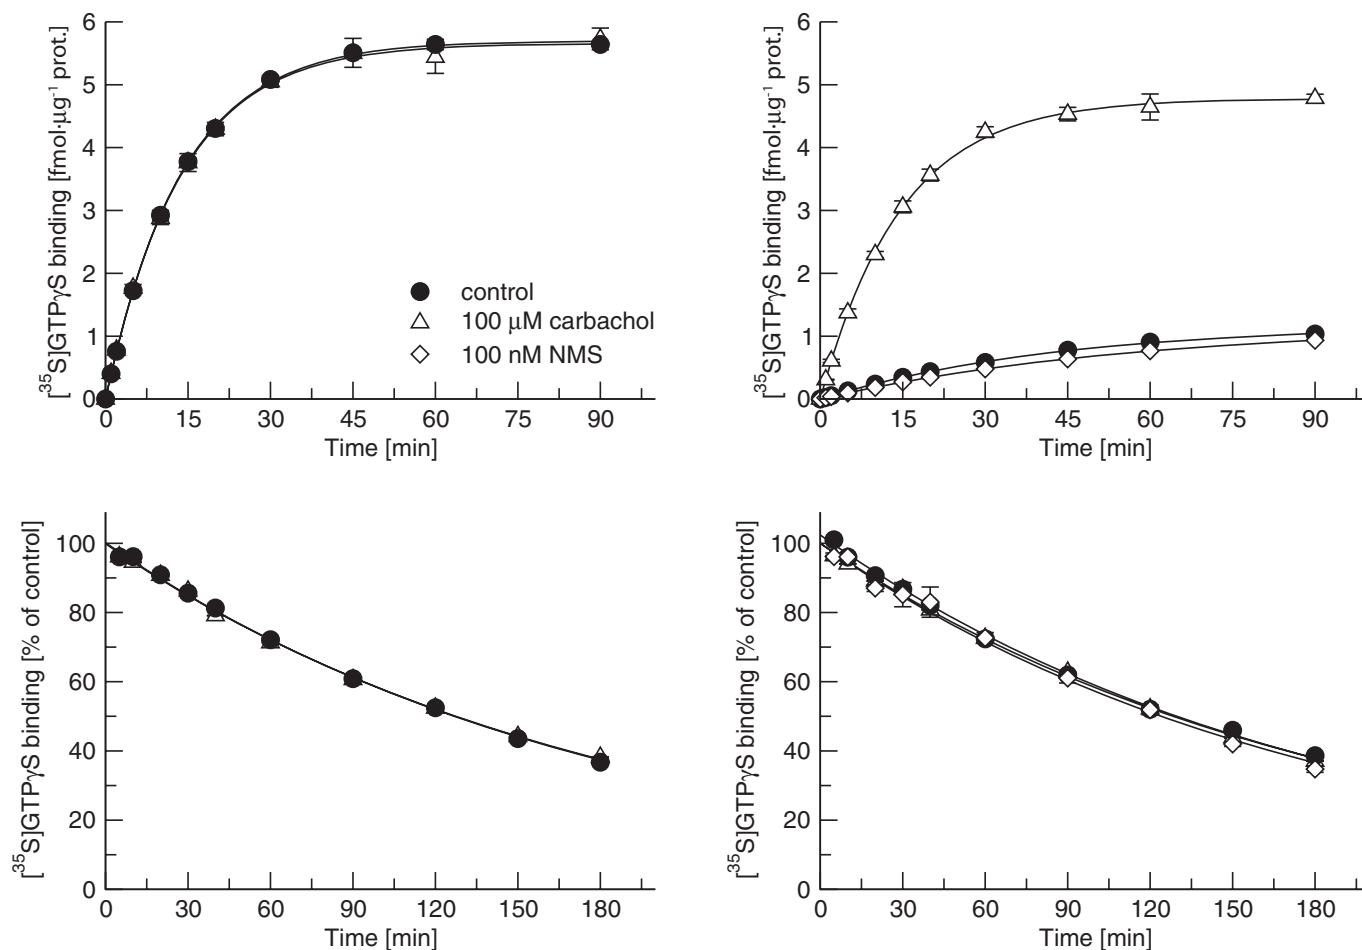 [³⁵S]GTPγS binding [fmol·μg⁻¹ prot.]
6
5
4
3
2
1
0
0 15 30 45 60 75 90
Time [min]
control
100 μM carbachol
100 nM NMS
[³⁵S]GTPγS binding [fmol·μg⁻¹ prot.]
6
5
4
3
2
1
0
0 15 30 45 60 75 90
Time [min]
[³⁵S]GTPγS binding [% of control]
100
80
60
40
20
0
0 30 60 90 120 150 180
Time [min]
[³⁵S]GTPγS binding [% of control]
100
80
60
40
20
0
0 30 60 90 120 150 180
Time [min]